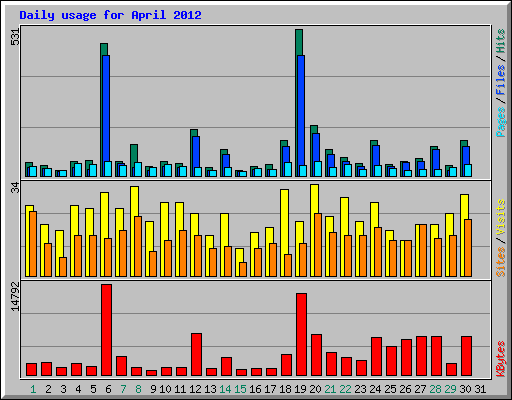 Daily usage for April 2012
531
Pages / Files / Hits
34
Sites / Visits
14792
KBytes
1 2 3 4 5 6 7 8 9 10 11 12 13 14 15 16 17 18 19 20 21 22 23 24 25 26 27 28 29 30 31